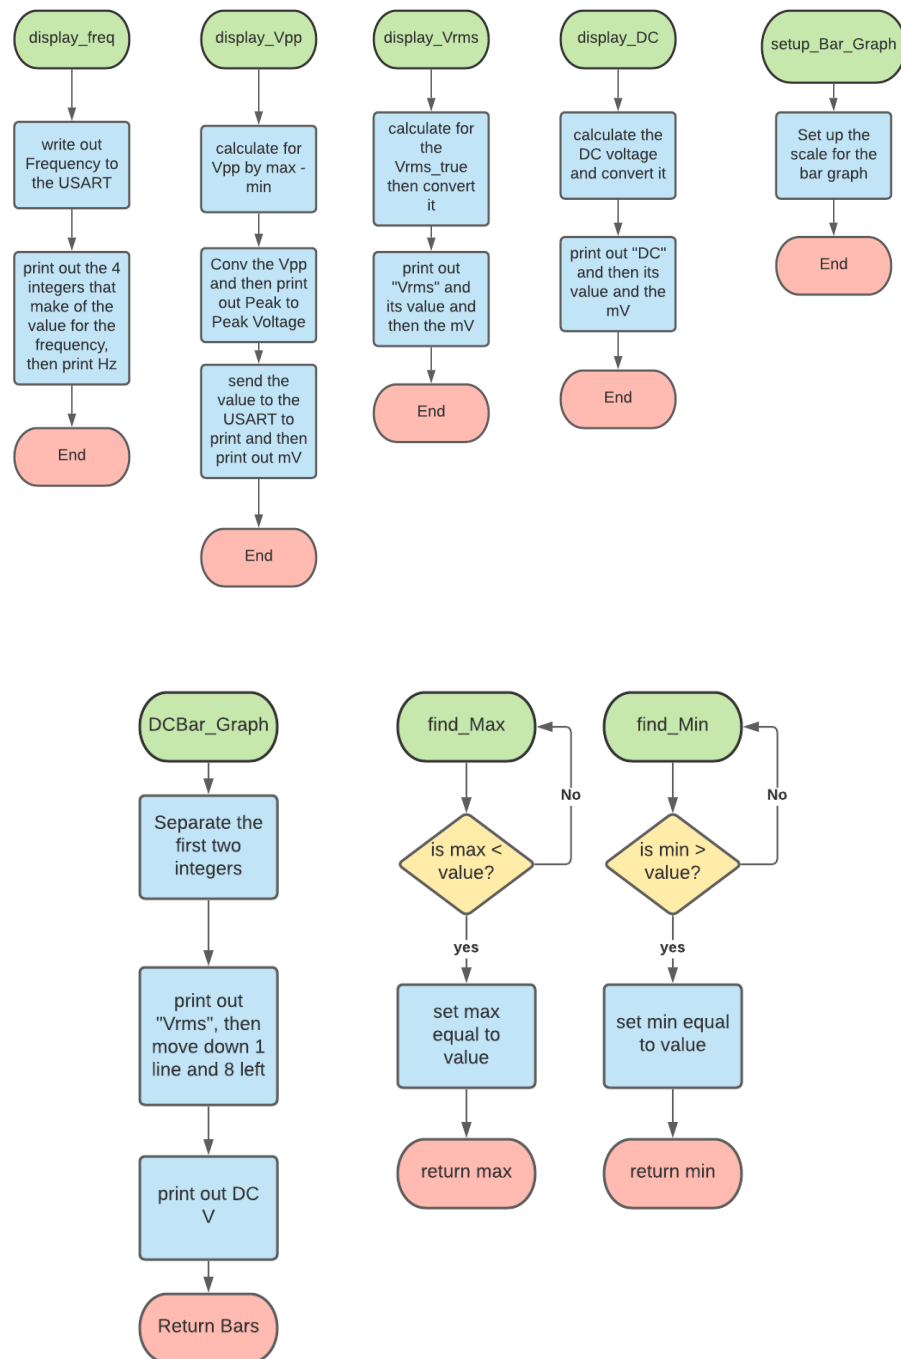 display_freq
write out
Frequency to
the USART
print out the 4
integers that
make of the
value for the
frequency,
then print Hz
End
display_Vpp
calculate for
Vpp by max -
min
Conv the Vpp
and then print
out Peak to
Peak Voltage
send the
value to the
USART to
print and then
print out mV
End
display_Vrms
calculate for
the
Vrms_true
then convert
it
print out
"Vrms" and
its value and
then the mV
End
display_DC
calculate the
DC voltage
and convert it
print out "DC"
and then its
value and the
mV
End
setup_Bar_Graph
Set up the
scale for the
bar graph
End
DCBar_Graph
Separate the
first two
integers
print out
"Vrms", then
move down 1
line and 8 left
print out DC
V
Return Bars
find_Max
No
is max <
value?
yes
set max
equal to
value
return max
find_Min
No
is min >
value?
yes
set min equal
to value
return min